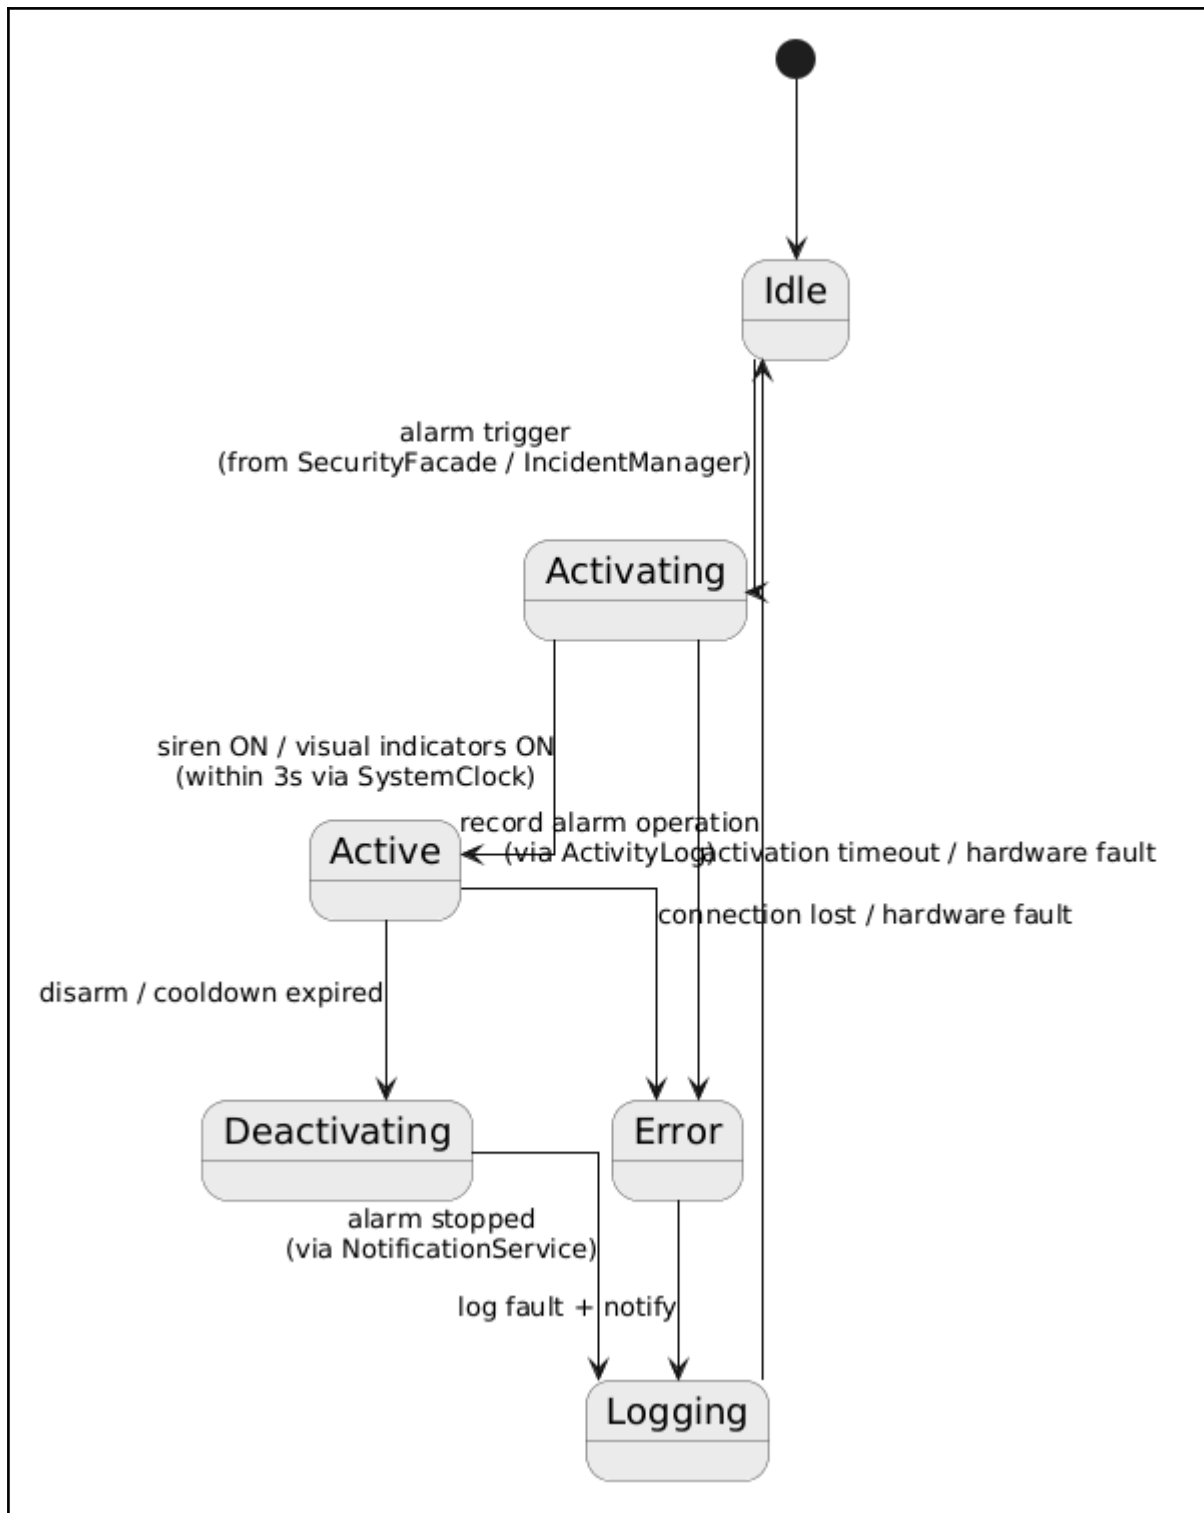 Idle
alarm trigger
(from SecurityFacade / IncidentManager)
Activating
siren ON / visual indicators ON
(within 3s via SystemClock)
record alarm operation
(via ActivityLog)
activation timeout / hardware fault
Active
connection lost / hardware fault
disarm / cooldown expired
Deactivating
Error
alarm stopped
(via NotificationService)
log fault + notify
Logging